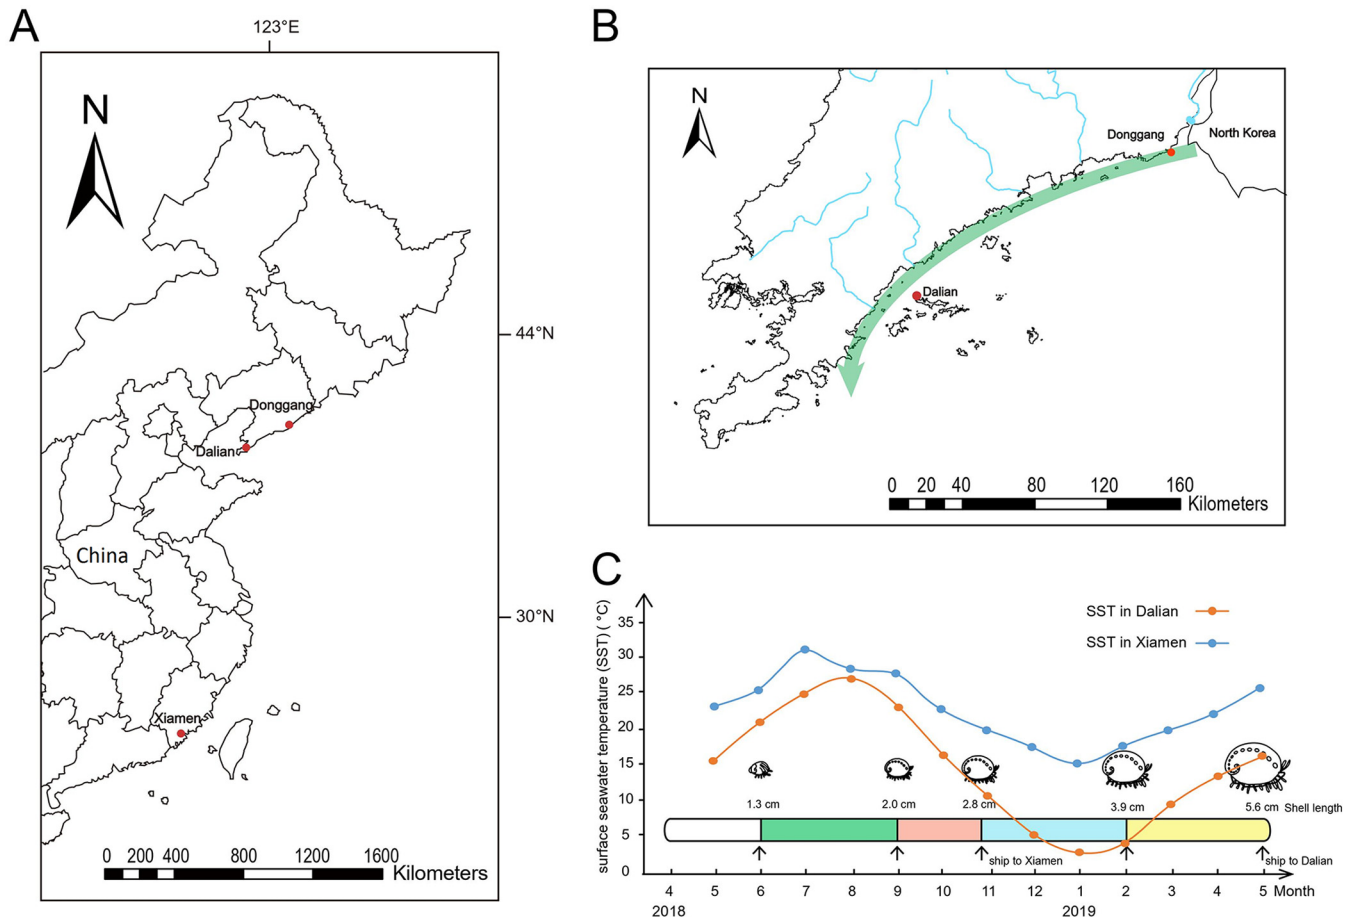 A
123°E
N
44°N
Donggang
Dalian
China
30°N
Xiamen
0 200 400 800 1200 1600
Kilometers
B
N
Donggang
North Korea
Dalian
0 20 40 80 120 160
Kilometers
C
surface seawater temperature (SST) ( °C)
35
30
25
20
15
10
5
0
SST in Dalian
SST in Xiamen
1.3 cm 2.0 cm 2.8 cm 3.9 cm 5.6 cm Shell length
ship to Xiamen ship to Dalian
4 5 6 7 8 9 10 11 12 1 2 3 4 5 Month
2018 2019